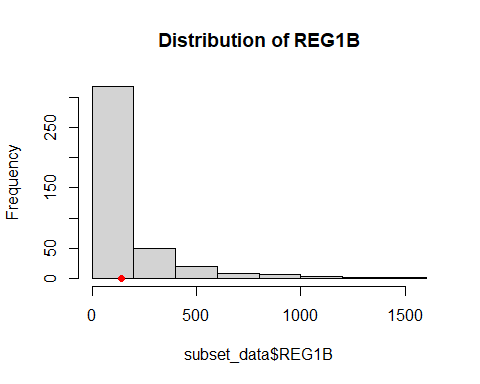 Distribution of REG1B
Frequency
250
150
50
0
0 500 1000 1500
subset_data$REG1B